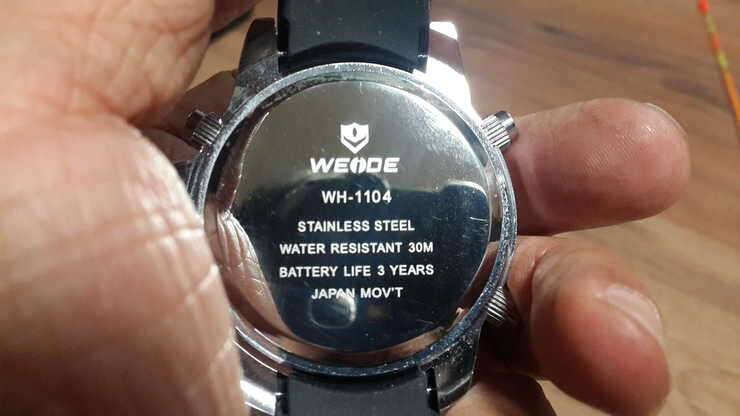 WEIDE
WH-1104
STAINLESS STEEL
WATER RESISTANT 30M
BATTERY LIFE 3 YEARS
JAPAN MOV'T